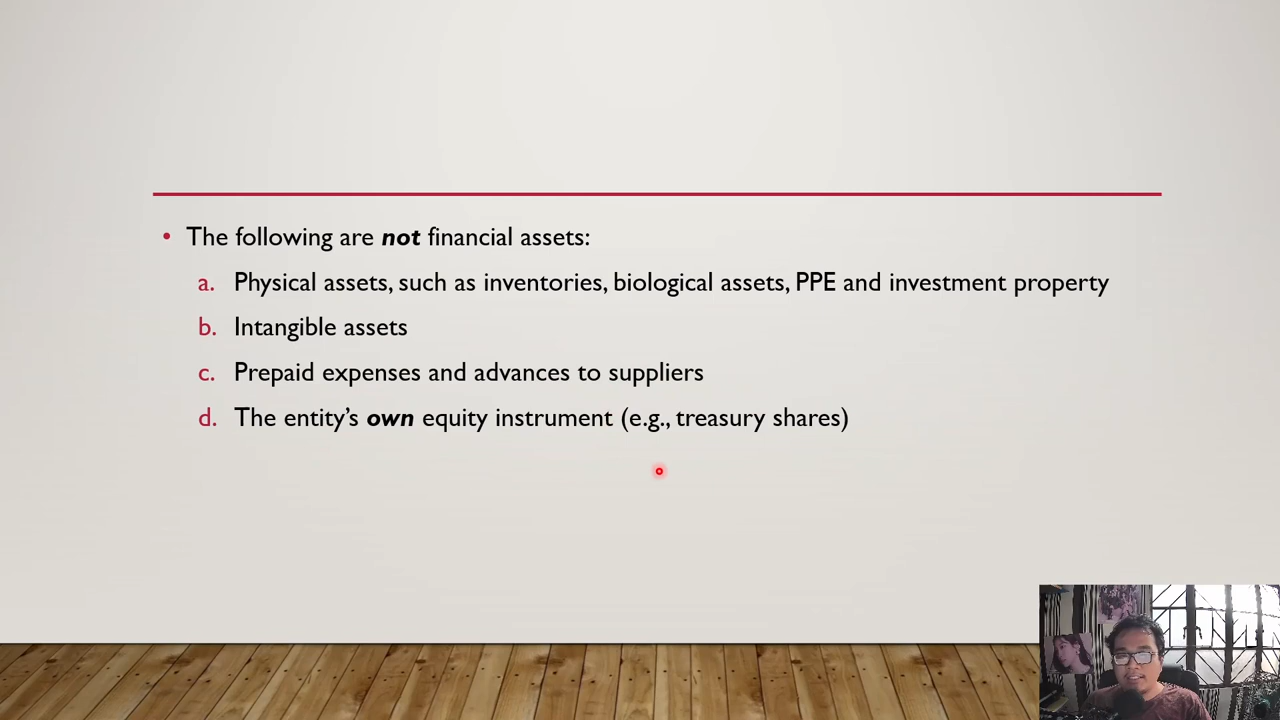 • The following are not financial assets:
a. Physical assets, such as inventories, biological assets, PPE and investment property
b. Intangible assets
c. Prepaid expenses and advances to suppliers
d. The entity’s own equity instrument (e.g., treasury shares)